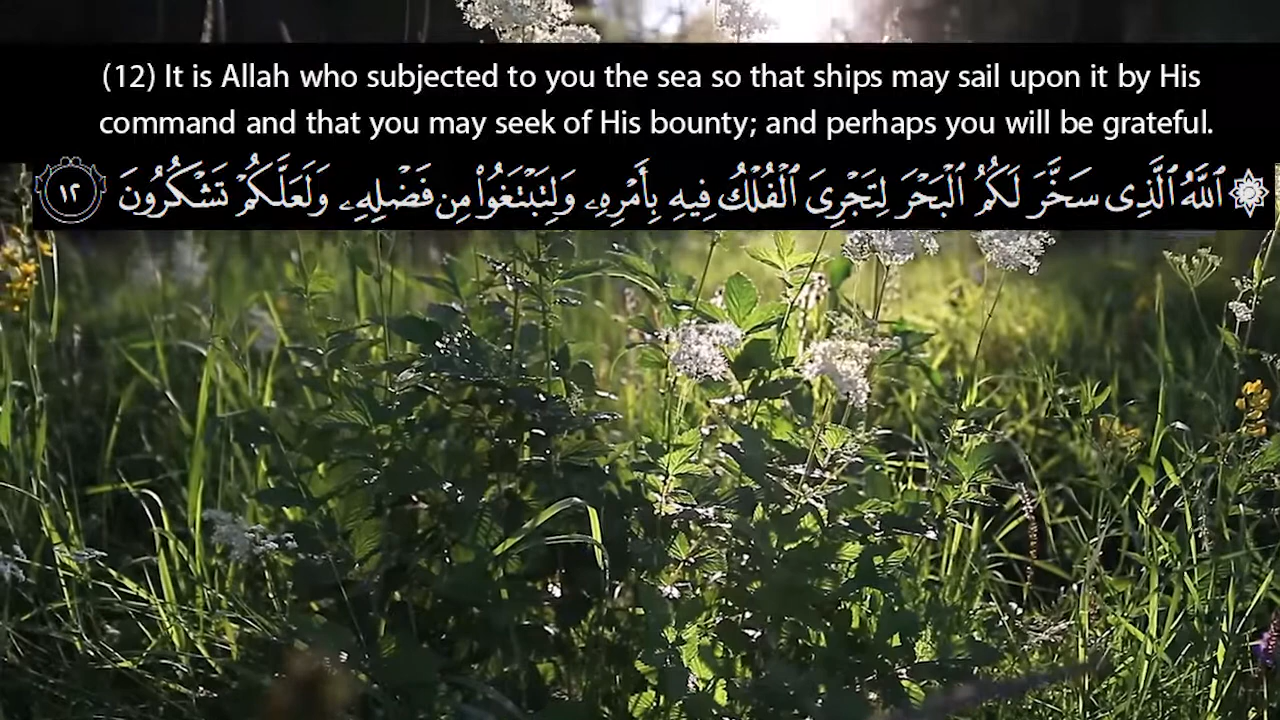 (12) It is Allah who subjected to you the sea so that ships may sail upon it by His
command and that you may seek of His bounty; and perhaps you will be grateful.
۞ ٱللَّهُ ٱلَّذِى سَخَّرَ لَكُمُ ٱلْبَحْرَ لِتَجْرِىَ ٱلْفُلْكُ فِيهِ بِأَمْرِهِۦ وَلِتَبْتَغُوا۟ مِن فَضْلِهِۦ وَلَعَلَّكُمْ تَشْكُرُونَ ١٢